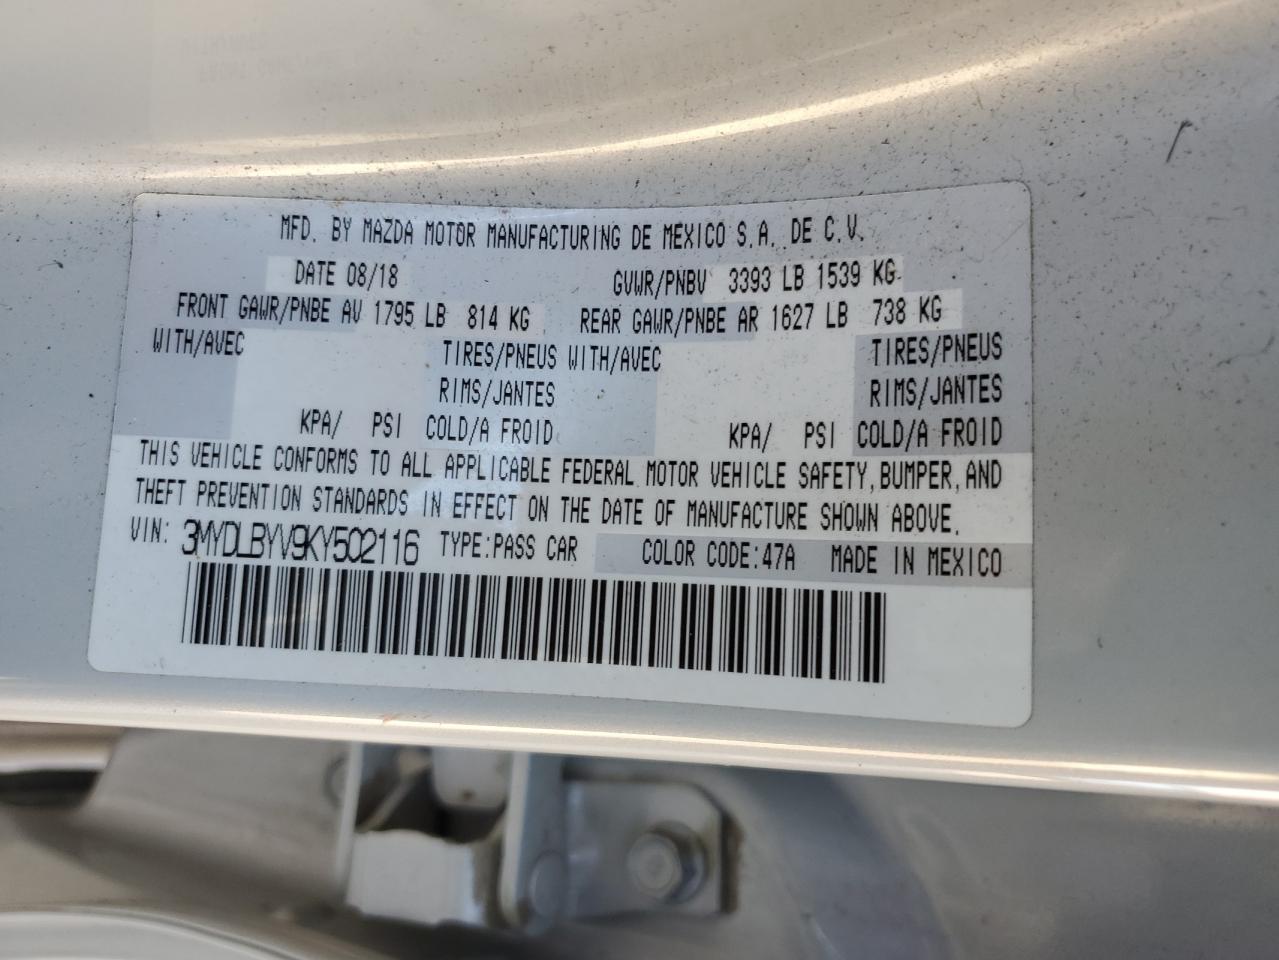 MFD. BY MAZDA MOTOR MANUFACTURING DE MEXICO S.A. DE C.V.
DATE 08/18 GVWR/PNBV 3393 LB 1539 KG
FRONT GAWR/PNBE AV 1795 LB 814 KG REAR GAWR/PNBE AR 1627 LB 738 KG
WITH/AVEC TIRES/PNEUS WITH/AVEC TIRES/PNEUS
RIMS/JANTES RIMS/JANTES
KPA/ PSI COLD/A FROID KPA/ PSI COLD/A FROID
THIS VEHICLE CONFORMS TO ALL APPLICABLE FEDERAL MOTOR VEHICLE SAFETY, BUMPER, AND
THEFT PREVENTION STANDARDS IN EFFECT ON THE DATE OF MANUFACTURE SHOWN ABOVE.
VIN: 3MYDLBYV9KY502116 TYPE:PASS CAR COLOR CODE:47A MADE IN MEXICO